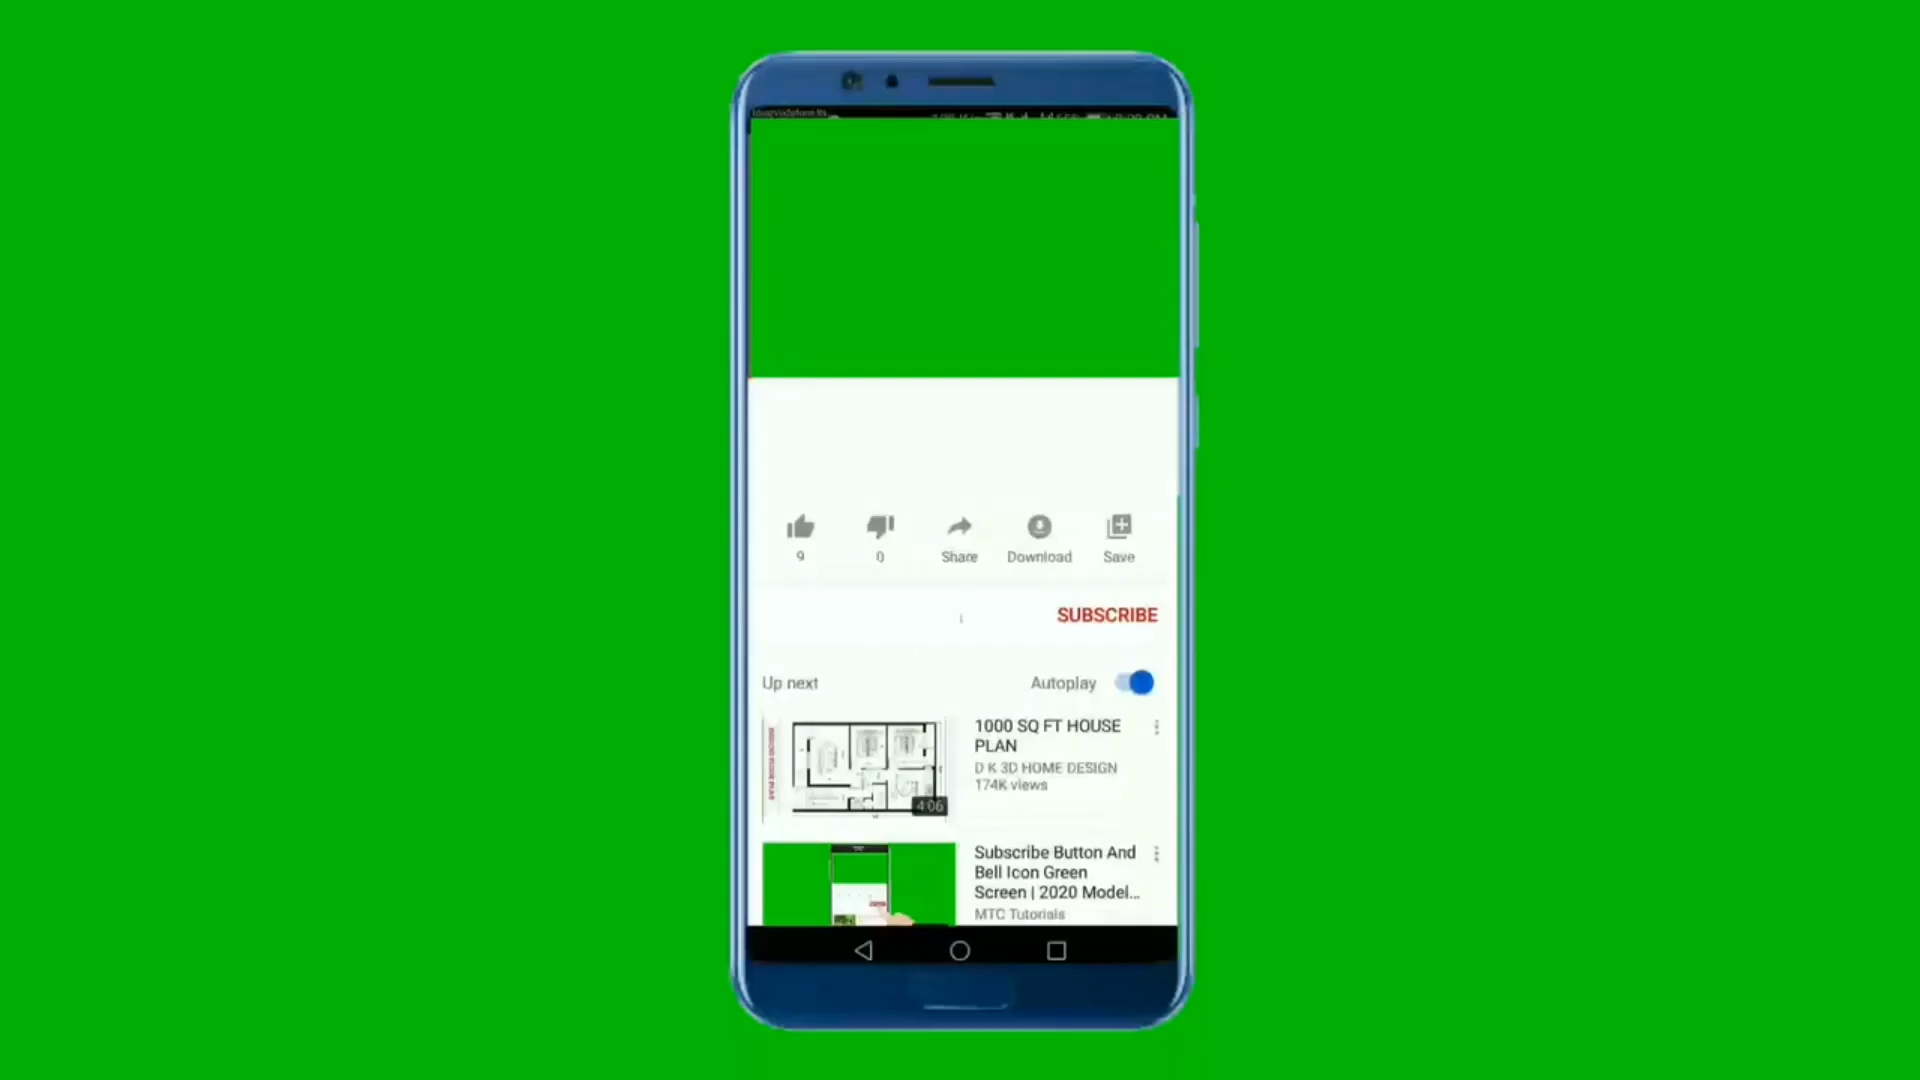 9
0
Share
Download
Save
SUBSCRIBE
Up next
Autoplay
1000 SQ FT HOUSE
PLAN
D K 3D HOME DESIGN
174K views
4:06
Subscribe Button And
Bell Icon Green
Screen | 2020 Model...
MTC Tutorials